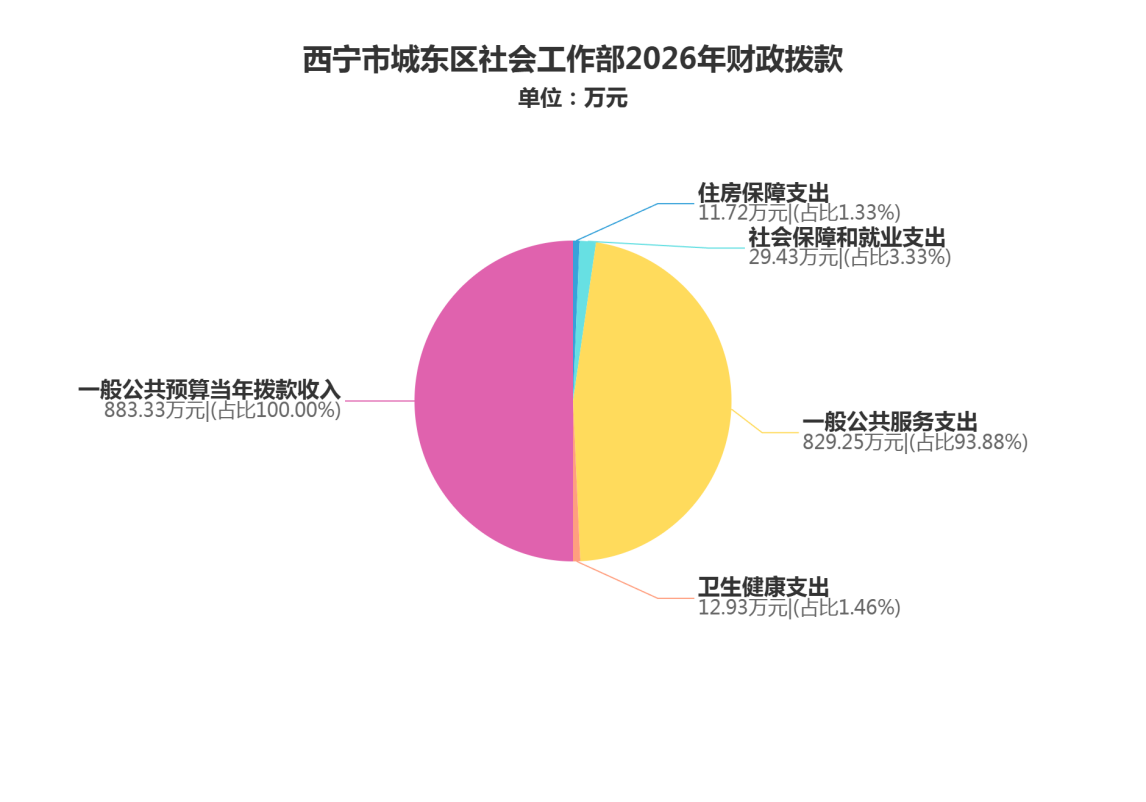 西宁市城东区社会工作部2026年财政拨款
单位：万元
住房保障支出
11.72万元|(占比1.33%)
社会保障和就业支出
29.43万元|(占比3.33%)
一般公共预算当年拨款收入
883.33万元|(占比100.00%)
一般公共服务支出
829.25万元|(占比93.88%)
卫生健康支出
12.93万元|(占比1.46%)